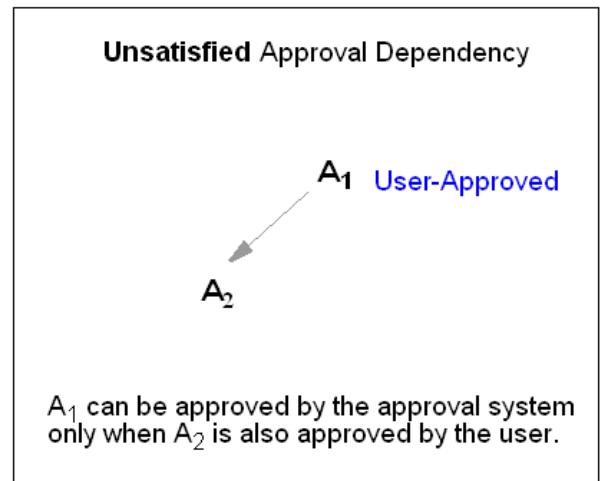 Unsatisfied Approval Dependency
A₁ User-Approved
A₂
A₁ can be approved by the approval system
only when A₂ is also approved by the user.